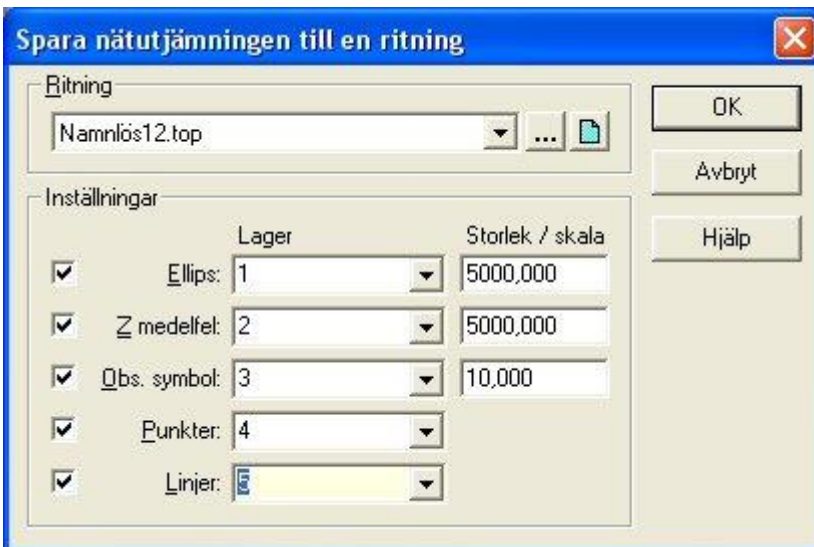 Spara nätutjämningen till en ritning
Ritning
Namnlös12.top
...
OK
Avbryt
Hjälp
Inställningar
Lager Storlek / skala
Ellips: 1 5000,000
Z medelfel: 2 5000,000
Obs. symbol: 3 10,000
Punkter: 4
Linjer: 5